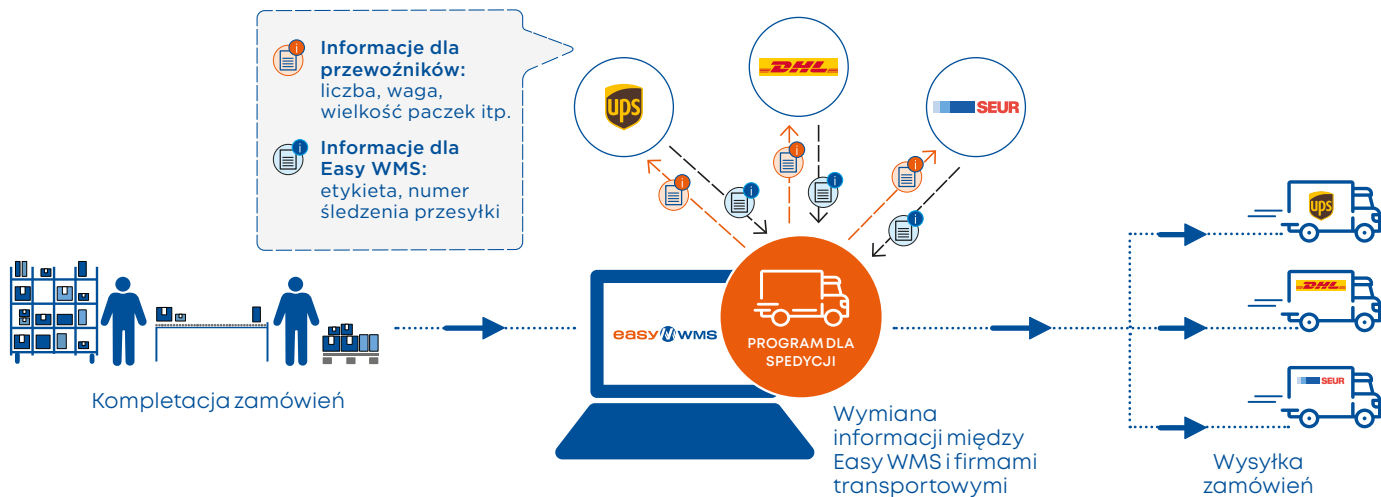 Informacje dla
przewoźników:
liczba, waga,
wielkość paczek itp.
Informacje dla
Easy WMS:
etykieta, numer
śledzenia przesyłki
ups
DHL
SEUR
easy WMS
PROGRAM DLA
SPEDYCJI
Kompletacja zamówień
Wymiana
informacji między
Easy WMS i firmami
transportowymi
ups
DHL
SEUR
Wysyłka
zamówień